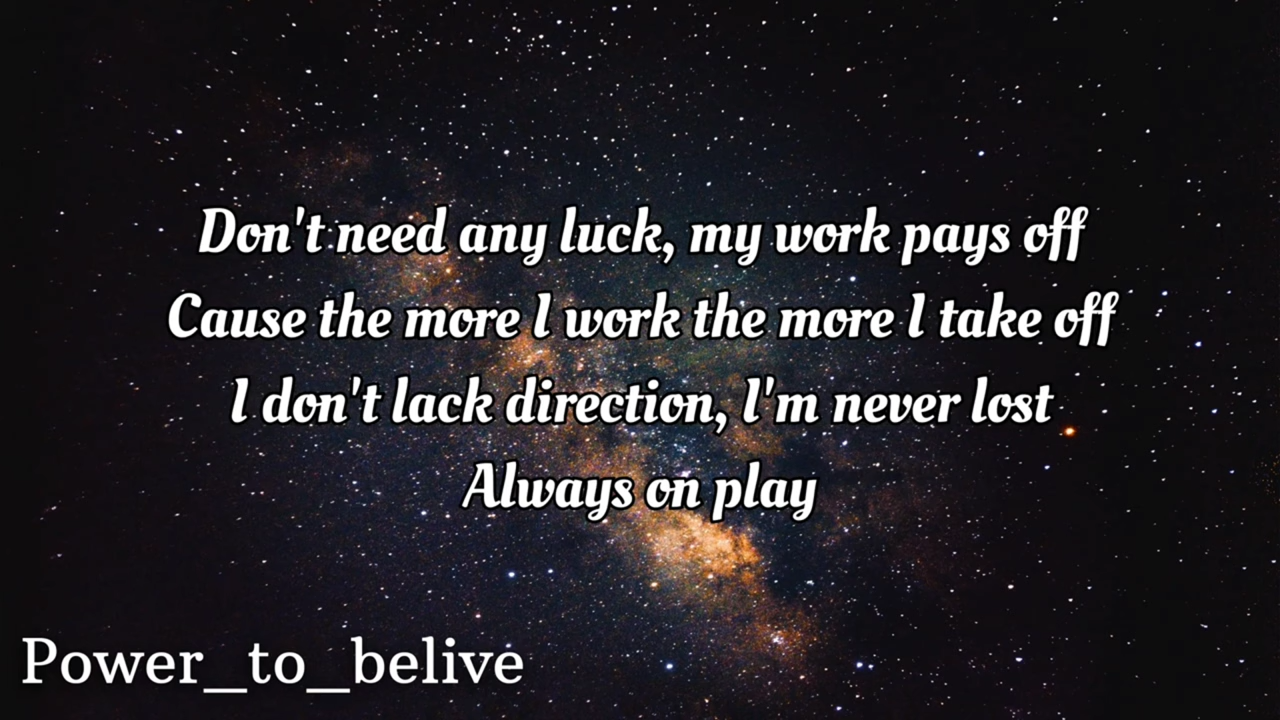 Don't need any luck, my work pays off
Cause the more I work the more I take off
I don't lack direction, I'm never lost
Always on play
Power_to_belive